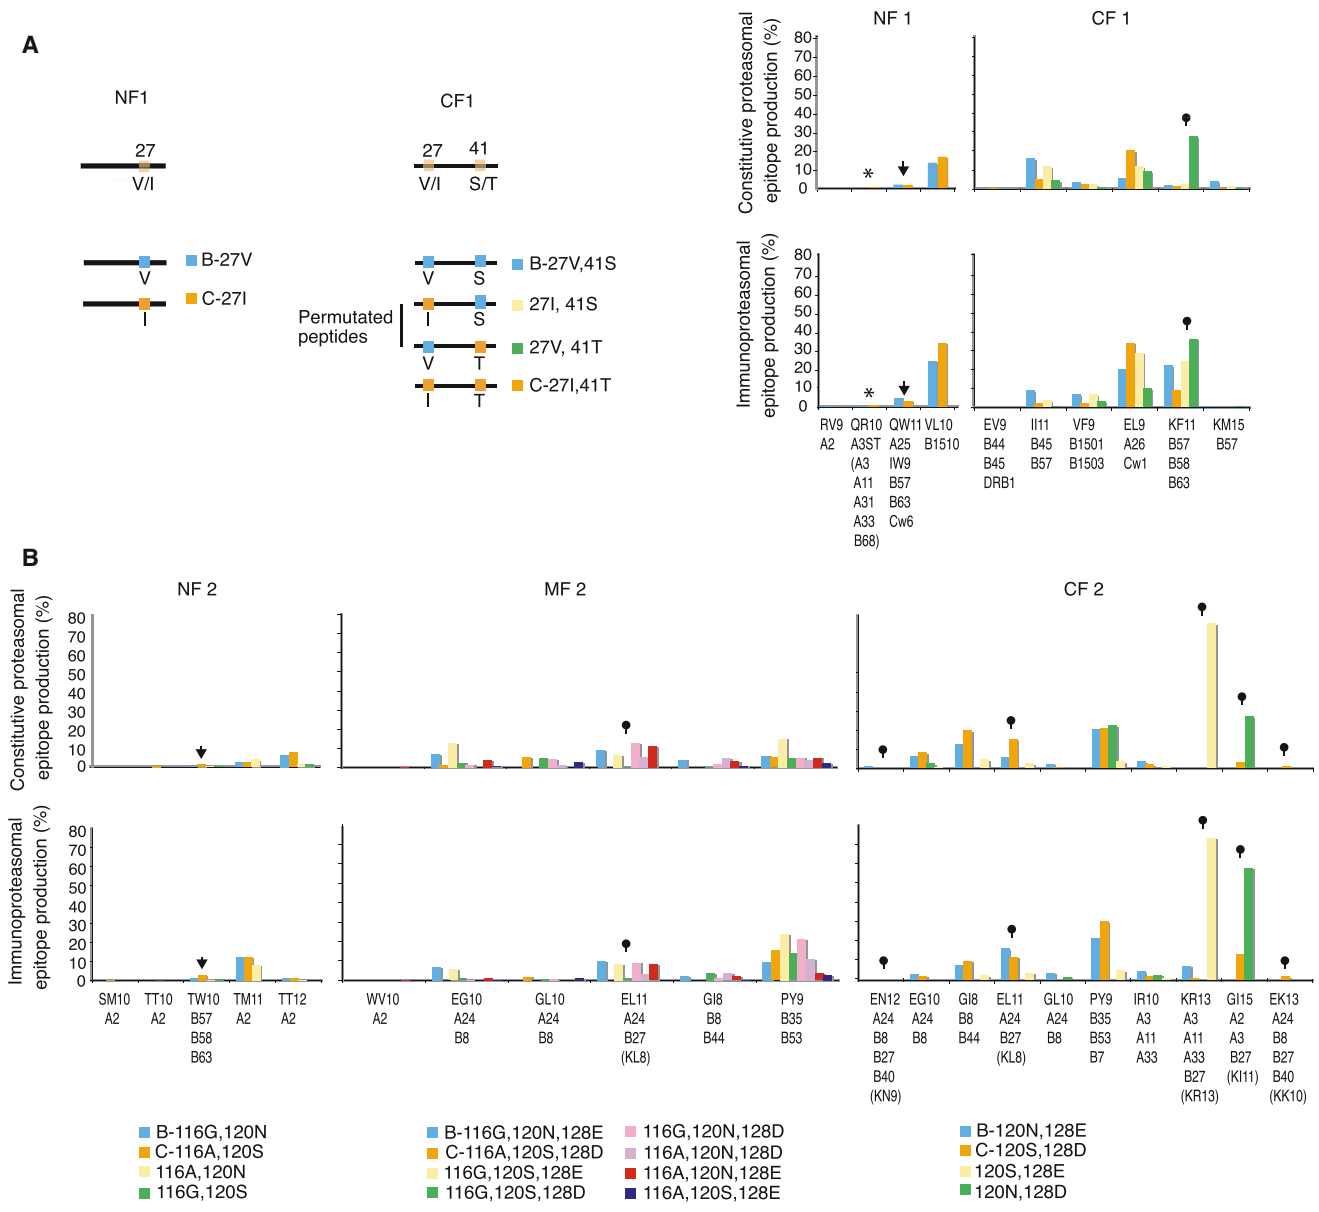 A
NF1
CF1
27
V/I
27 41
V/I S/T
V
B-27V
I
C-27I
V S
B-27V,41S
Permutated
peptides
I S
27I, 41S
V T
27V, 41T
I T
C-27I,41T
NF 1
CF 1
Constitutive proteasomal
epitope production (%)
80
70
60
50
40
30
20
10
0
*
Immunoproteasomal
epitope production (%)
80
70
60
50
40
30
20
10
0
*
RV9 QR10 QW11 VL10 EV9 II11 VF9 EL9 KF11 KM15
A2 A3ST A25 B1510 B44 B45 B1501 A26 B57 B57
(A3 IW9 B45 B57 B1503 Cw1 B58
A11 B57 DRB1 B63
A31 B63
A33 Cw6
B68)
B
NF 2
MF 2
CF 2
Constitutive proteasomal
epitope production (%)
80
70
60
50
40
30
20
10
0
Immunoproteasomal
epitope production (%)
80
70
60
50
40
30
20
10
0
SM10 TT10 TW10 TM11 TT12 WV10 EG10 GL10 EL11 GI8 PY9 EN12 EG10 GI8 EL11 GL10 PY9 IR10 KR13 GI15 EK13
A2 A2 B57 A2 A2 A2 A24 A24 A24 B8 B35 A24 A24 B8 A24 A24 B35 A3 A3 A2 A24
B58 B8 B8 B27 B44 B53 B8 B8 B44 B27 B8 B53 A11 A11 A3 B8
B63 (KL8) B27 (KL8) B7 A33 A33 B27 B27
B40 B27 (KI11) B40
(KN9) (KR13) (KK10)
B-116G,120N
C-116A,120S
116A,120N
116G,120S
B-116G,120N,128E
C-116A,120S,128D
116G,120S,128E
116G,120S,128D
116G,120N,128D
116A,120N,128D
116A,120N,128E
116A,120S,128E
B-120N,128E
C-120S,128D
120S,128E
120N,128D